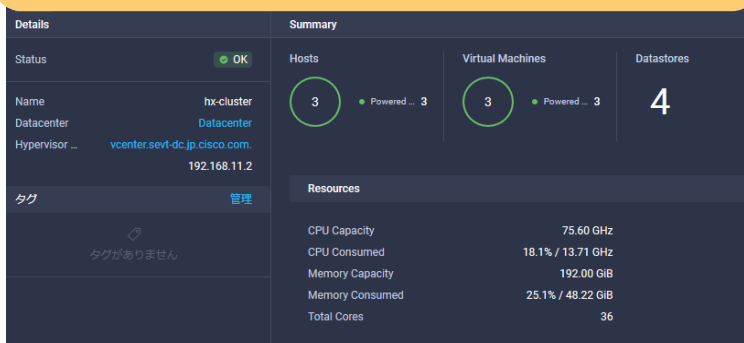 Details
Status OK
Name hx-cluster
Datacenter Datacenter
Hypervisor ... vcenter.sevt-dc.jp.cisco.com.
192.168.11.2
タグ 管理
タグがありません
Summary
Hosts
3 Powered ... 3
Virtual Machines
3 Powered ... 3
Datastores
4
Resources
CPU Capacity 75.60 GHz
CPU Consumed 18.1% / 13.71 GHz
Memory Capacity 192.00 GiB
Memory Consumed 25.1% / 48.22 GiB
Total Cores 36